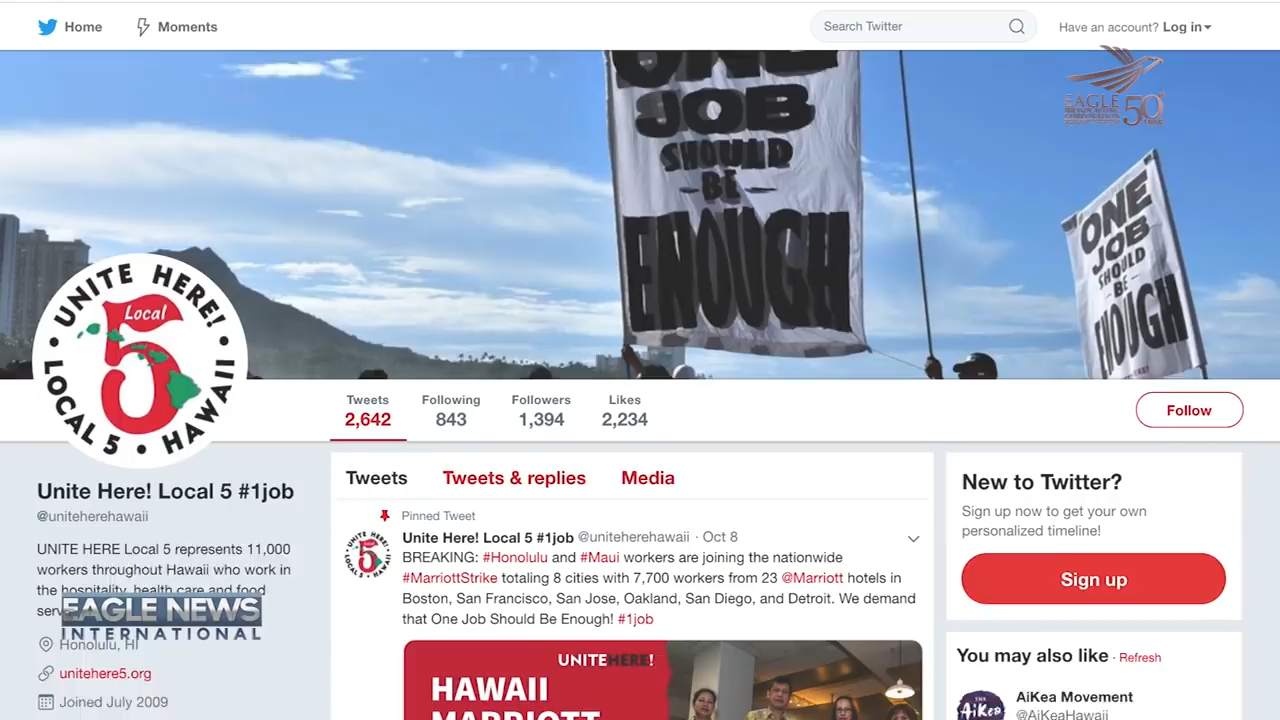 Home
Moments
Search Twitter
Have an account? Log in
EAGLE
50
ONE
JOB
SHOULD
BE
ENOUGH
ONE
JOB
SHOULD
-BE-
ENOUGH
UNITE HERE!
Local
5
LOCAL 5 • HAWAII
Tweets
2,642
Following
843
Followers
1,394
Likes
2,234
Follow
Unite Here! Local 5 #1job
@uniteherehawaii
UNITE HERE Local 5 represents 11,000
workers throughout Hawaii who work in
the hospitality, health care and food
EAGLE NEWS
INTERNATIONAL
Honolulu, HI
unitehere5.org
Joined July 2009
Tweets
Tweets & replies
Media
Pinned Tweet
Unite Here! Local 5 #1job @uniteherehawaii · Oct 8
BREAKING: #Honolulu and #Maui workers are joining the nationwide
#MarriottStrike totaling 8 cities with 7,700 workers from 23 @Marriott hotels in
Boston, San Francisco, San Jose, Oakland, San Diego, and Detroit. We demand
that One Job Should Be Enough! #1job
UNITEHERE!
HAWAII
MARRIOTT
New to Twitter?
Sign up now to get your own
personalized timeline!
Sign up
You may also like · Refresh
THE
AiKea
AiKea Movement
@AiKeaHawaii